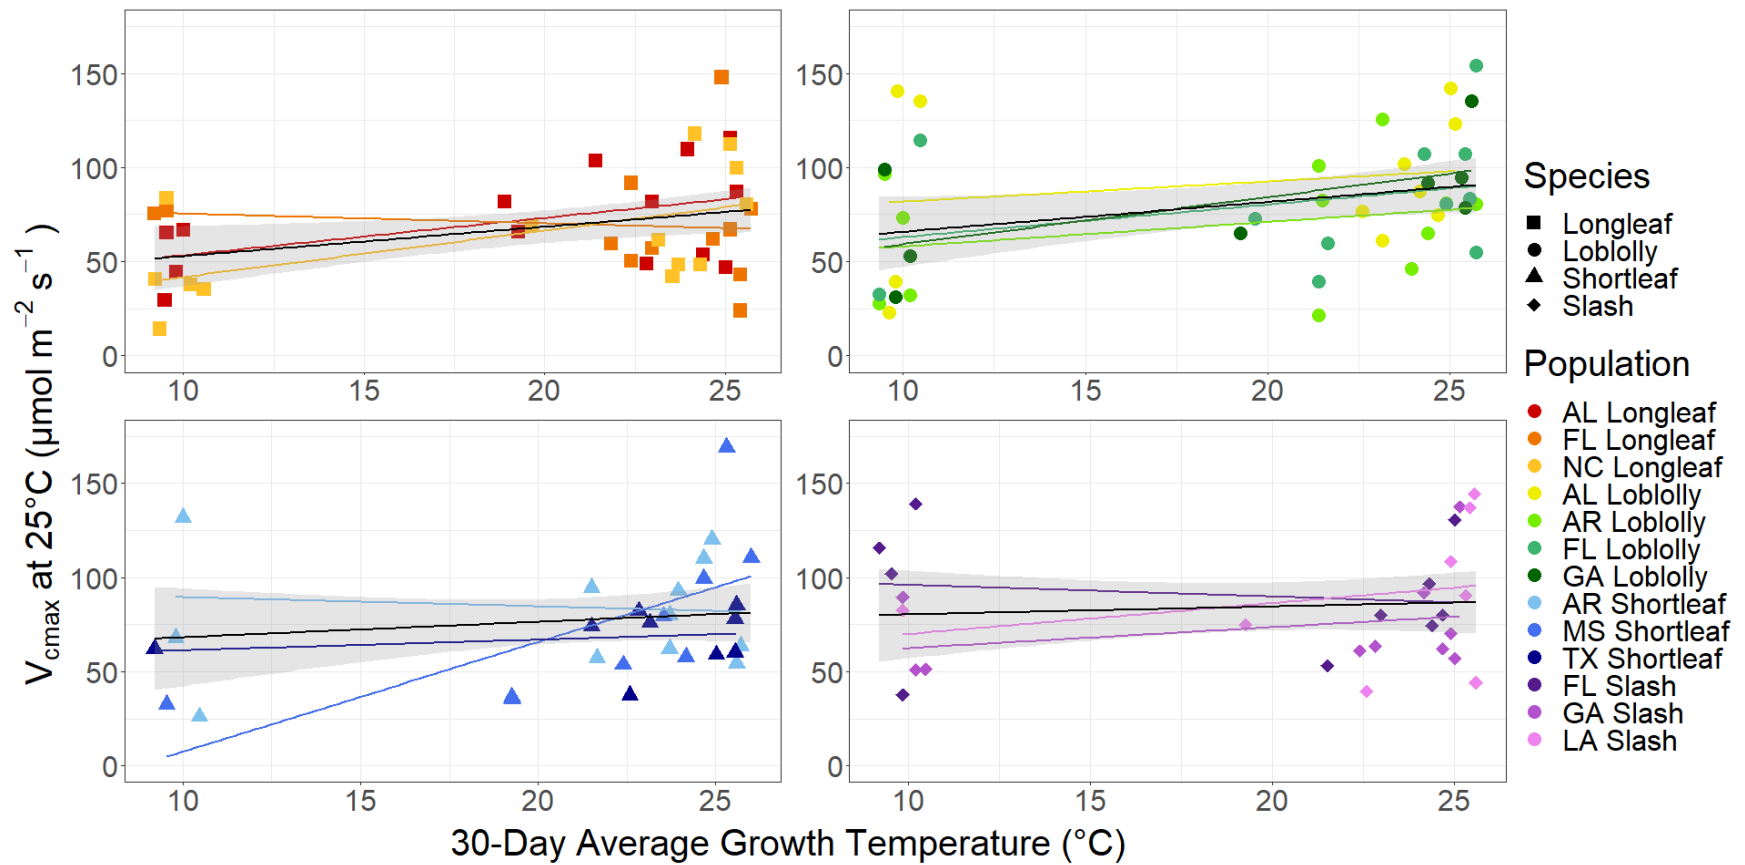 V_cmax at 25°C (µmol m⁻² s⁻¹)
150
100
50
0
10
15
20
25
150
100
50
0
10
15
20
25
150
100
50
0
10
15
20
25
150
100
50
0
10
15
20
25
30-Day Average Growth Temperature (°C)
Species
Longleaf
Loblolly
Shortleaf
Slash
Population
AL Longleaf
FL Longleaf
NC Longleaf
AL Loblolly
AR Loblolly
FL Loblolly
GA Loblolly
AR Shortleaf
MS Shortleaf
TX Shortleaf
FL Slash
GA Slash
LA Slash